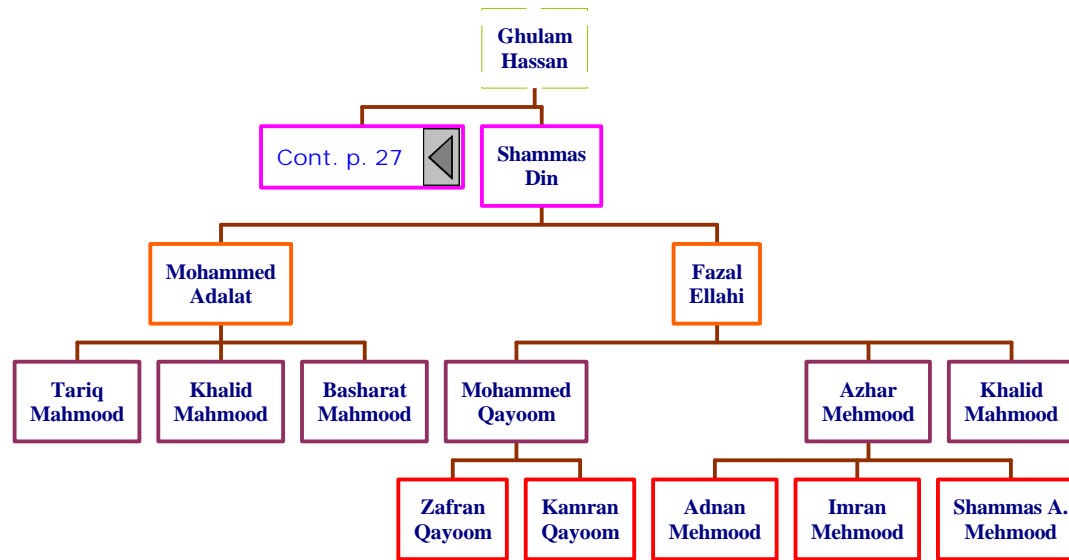 Ghulam
Hassan
Cont. p. 27
Shammas
Din
Mohammed
Adalat
Fazal
Ellahi
Tariq
Mahmood
Khalid
Mahmood
Basharat
Mahmood
Mohammed
Qayoom
Azhar
Mehmood
Khalid
Mahmood
Zafran
Qayoom
Kamran
Qayoom
Adnan
Mehmood
Imran
Mehmood
Shammas A.
Mehmood